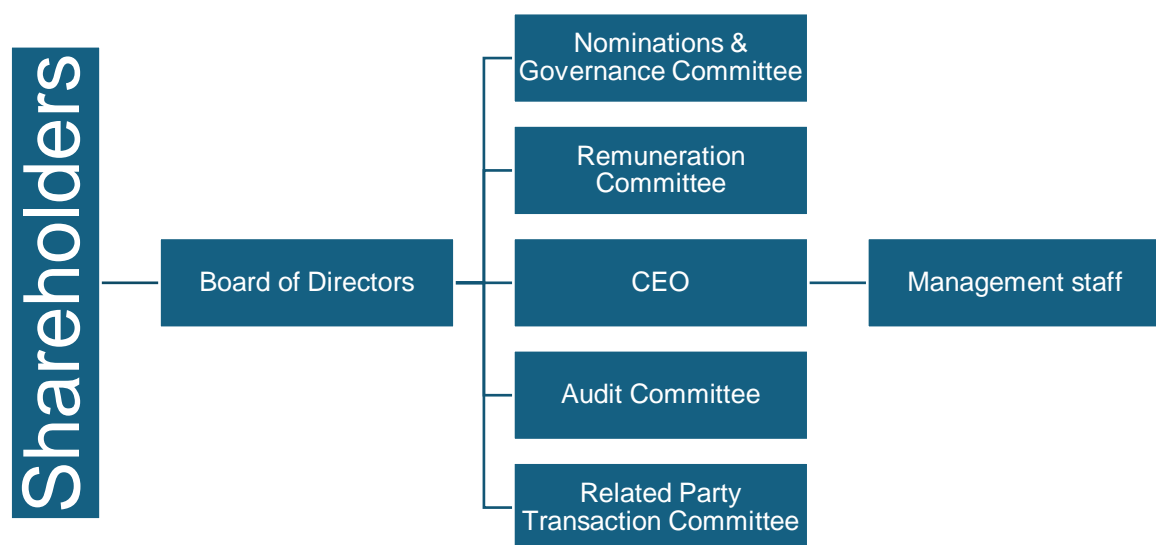 Shareholders
Board of Directors
Nominations &
Governance Committee
Remuneration
Committee
CEO
Audit Committee
Related Party
Transaction Committee
Management staff